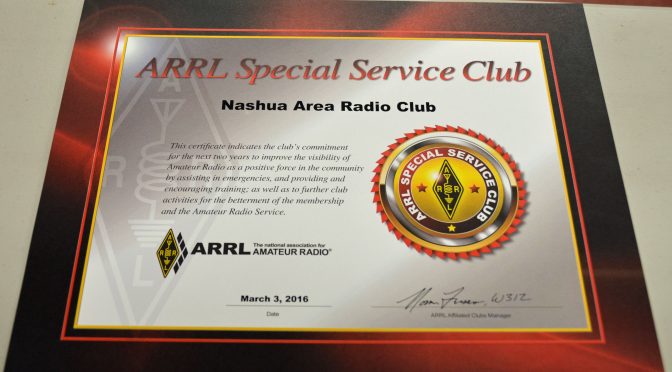 ARRL Special Service Club
Nashua Area Radio Club
This certificate indicates the club's commitment
for the next two years to improve the visibility of
Amateur Radio as a positive force in the community
by assisting in emergencies, and providing and
encouraging training; as well as to further club
activities for the betterment of the membership
and the Amateur Radio Service.
ARRL SPECIAL SERVICE CLUB
ARRL
ARRL The national association for
AMATEUR RADIO®
March 3, 2016
Date
W3IZ
ARRL Affiliated Clubs Manager